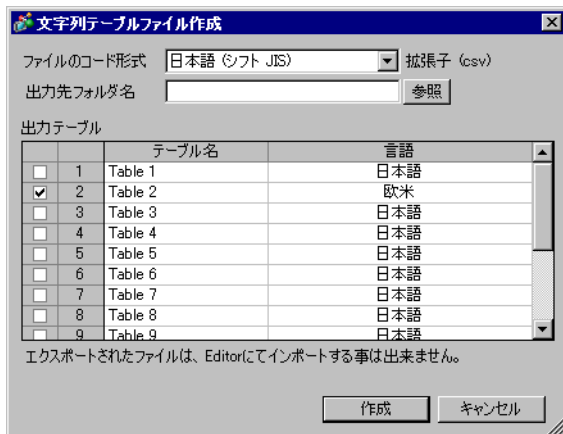 文字列テーブルファイル作成
ファイルのコード形式 日本語 (シフト JIS) 拡張子 (csv)
出力先フォルダ名 参照
出力テーブル
テーブル名 言語
1 Table 1 日本語
2 Table 2 欧米
3 Table 3 日本語
4 Table 4 日本語
5 Table 5 日本語
6 Table 6 日本語
7 Table 7 日本語
8 Table 8 日本語
9 Table 9 日本語
エクスポートされたファイルは、Editorにてインポートする事は出来ません。
作成 キャンセル